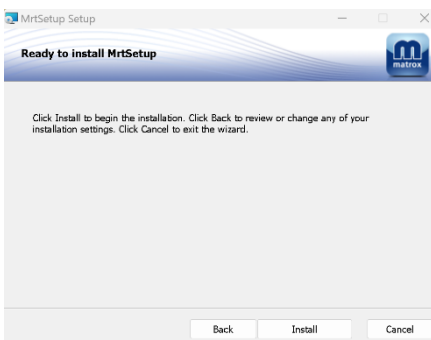 MrtSetup Setup
Ready to install MrtSetup
matrox
Click Install to begin the installation. Click Back to review or change any of your
installation settings. Click Cancel to exit the wizard.
Back
Install
Cancel